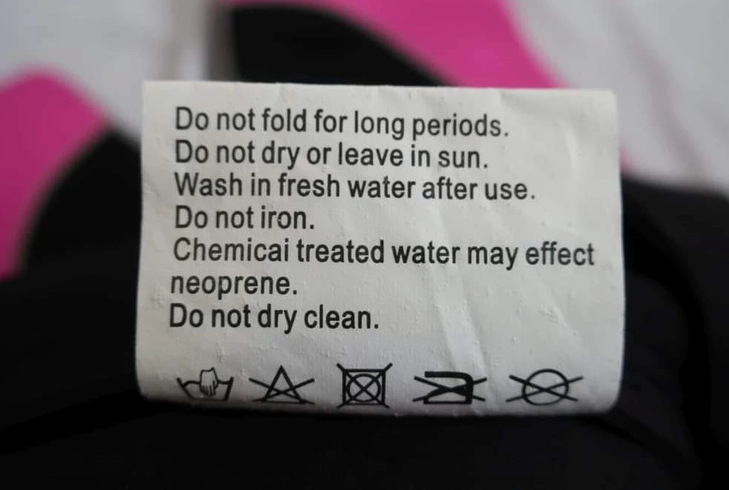 Do not fold for long periods.
Do not dry or leave in sun.
Wash in fresh water after use.
Do not iron.
Chemicai treated water may effect
neoprene.
Do not dry clean.